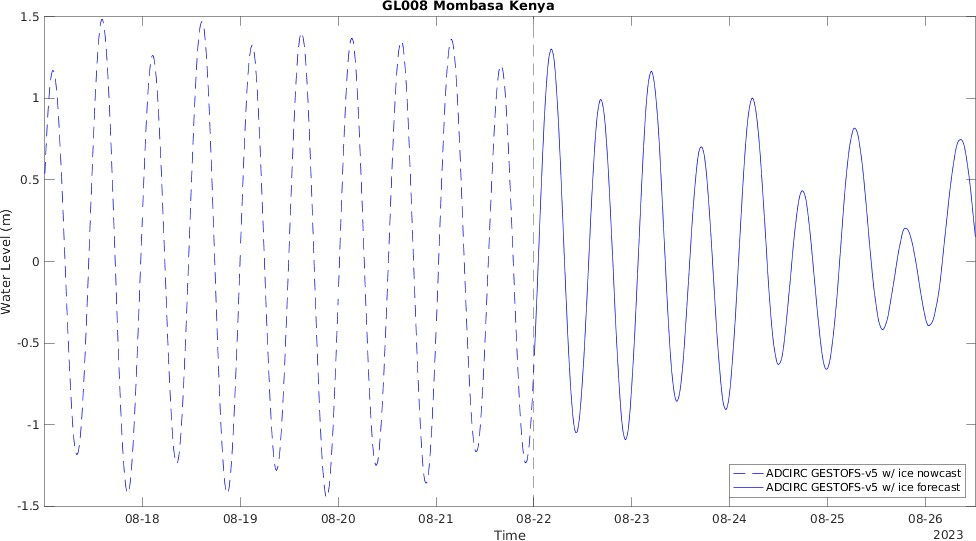 GL008 Mombasa Kenya
Water Level (m)
1.5
1
0.5
0
-0.5
-1
-1.5
ADCIRC GESTOFS-v5 w/ ice nowcast
ADCIRC GESTOFS-v5 w/ ice forecast
08-18 08-19 08-20 08-21 08-22 08-23 08-24 08-25 08-26
Time
2023